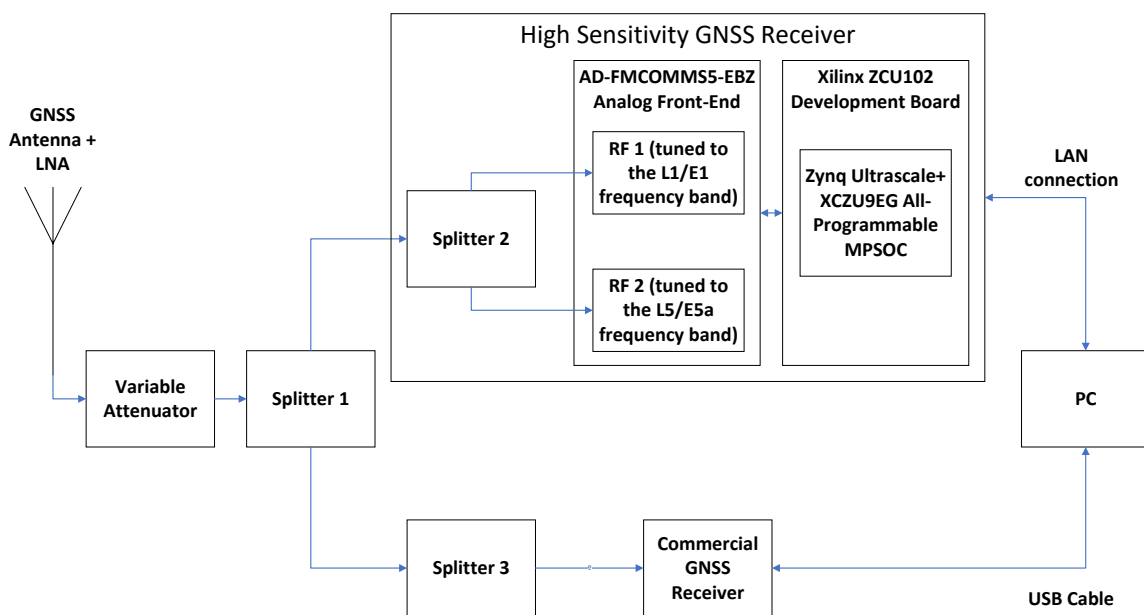 High Sensitivity GNSS Receiver
AD-FMCOMMS5-EBZ
Analog Front-End
Xilinx ZCU102
Development Board
GNSS
Antenna +
LNA
RF 1 (tuned to
the L1/E1
frequency band)
Zynq Ultrascale+
XCZU9EG All-
Programmable
MPSOC
LAN
connection
Splitter 2
RF 2 (tuned to
the L5/E5a
frequency band)
Variable
Attenuator
Splitter 1
PC
Splitter 3
Commercial
GNSS
Receiver
USB Cable